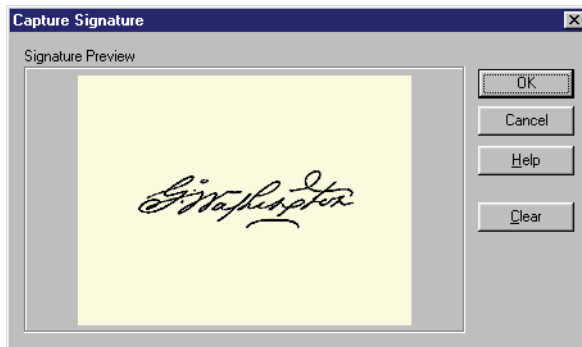 Capture Signature
Signature Preview
G:Washington
OK
Cancel
Help
Clear